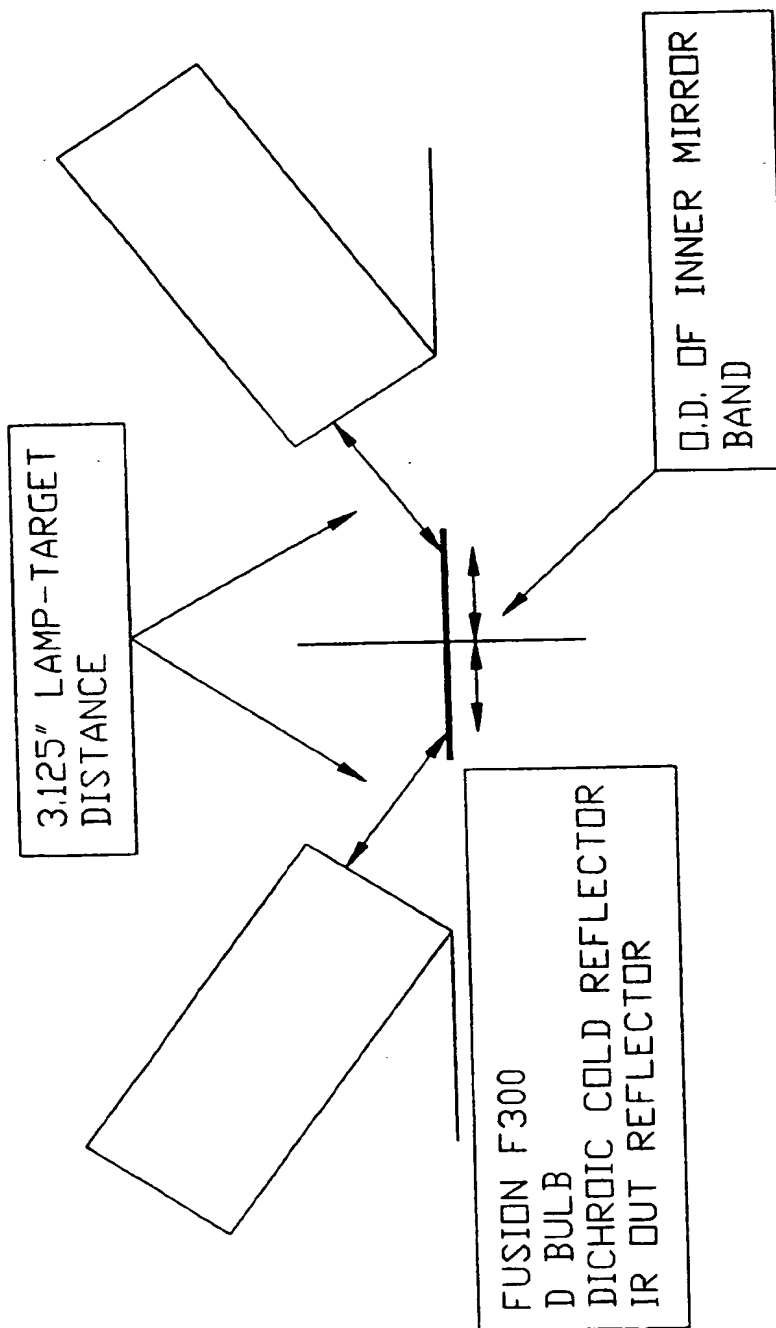 3.125" LAMP-TARGET
DISTANCE
FUSION F300
D BULB
DICHROIC COLD REFLECTOR
IR OUT REFLECTOR
O.D. OF INNER MIRROR
BAND